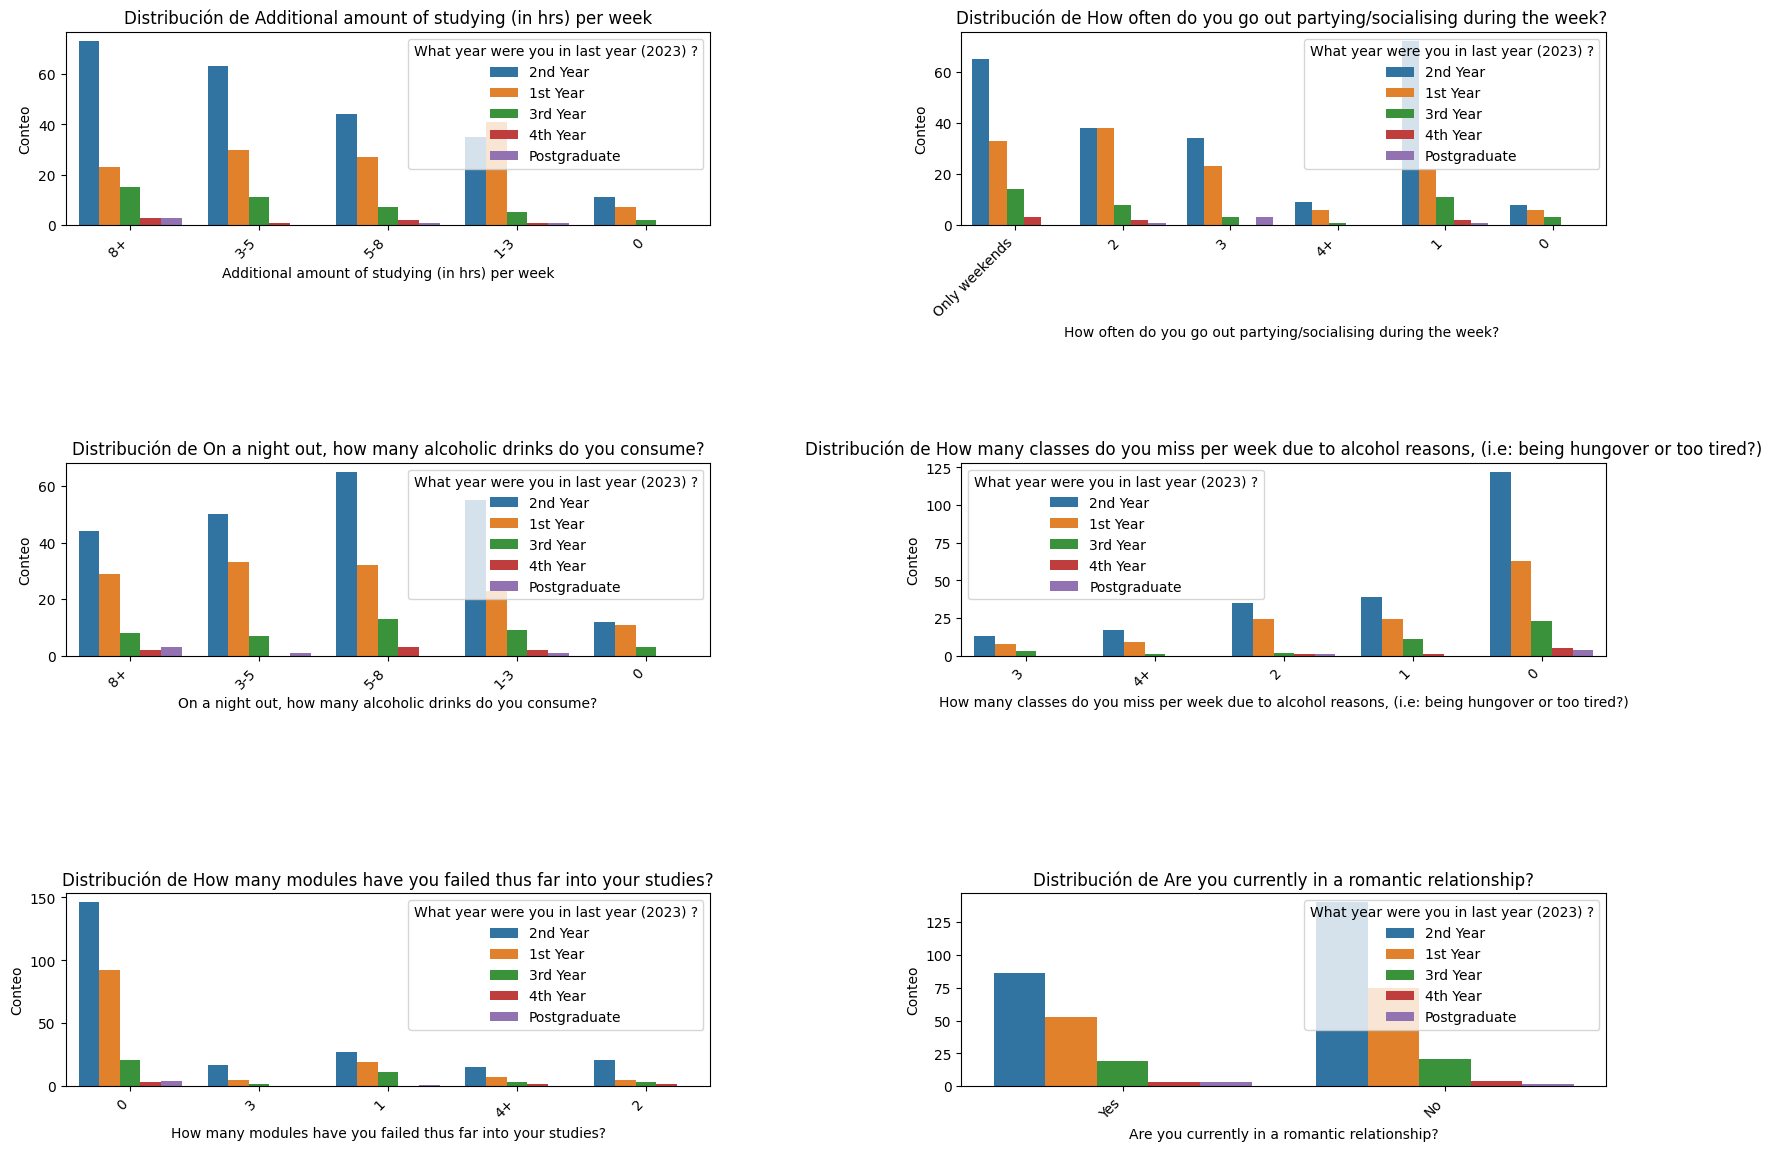 Distribución de Additional amount of studying (in hrs) per week
Conteo
60
40
20
0
What year were you in last year (2023) ?
2nd Year
1st Year
3rd Year
4th Year
Postgraduate
8+
3-5
5-8
1-3
0
Additional amount of studying (in hrs) per week
Distribución de How often do you go out partying/socialising during the week?
Conteo
60
40
20
0
What year were you in last year (2023) ?
2nd Year
1st Year
3rd Year
4th Year
Postgraduate
Only weekends
2
3
4+
1
0
How often do you go out partying/socialising during the week?
Distribución de On a night out, how many alcoholic drinks do you consume?
Conteo
60
40
20
0
What year were you in last year (2023) ?
2nd Year
1st Year
3rd Year
4th Year
Postgraduate
8+
3-5
5-8
1-3
0
On a night out, how many alcoholic drinks do you consume?
Distribución de How many classes do you miss per week due to alcohol reasons, (i.e: being hungover or too tired?)
Conteo
125
100
75
50
25
0
What year were you in last year (2023) ?
2nd Year
1st Year
3rd Year
4th Year
Postgraduate
3
4+
2
1
0
How many classes do you miss per week due to alcohol reasons, (i.e: being hungover or too tired?)
Distribución de How many modules have you failed thus far into your studies?
Conteo
150
100
50
0
What year were you in last year (2023) ?
2nd Year
1st Year
3rd Year
4th Year
Postgraduate
0
3
1
4+
2
How many modules have you failed thus far into your studies?
Distribución de Are you currently in a romantic relationship?
Conteo
125
100
75
50
25
0
What year were you in last year (2023) ?
2nd Year
1st Year
3rd Year
4th Year
Postgraduate
Yes
No
Are you currently in a romantic relationship?